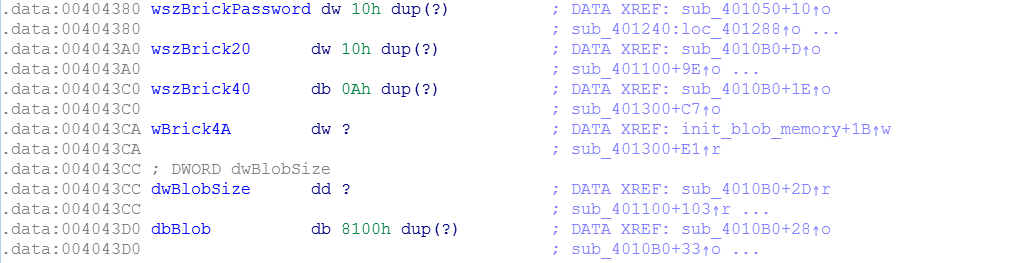 .data:00404380 wszBrickPassword dw 10h dup(?) ; DATA XREF: sub_401050+10↑o
.data:00404380 ; sub_401240:loc_401288↑o ...
.data:004043A0 wszBrick20 dw 10h dup(?) ; DATA XREF: sub_4010B0+D↑o
.data:004043A0 ; sub_401100+9E↑o ...
.data:004043C0 wszBrick40 db 0Ah dup(?) ; DATA XREF: sub_4010B0+1E↑o
.data:004043C0 ; sub_401300+C7↑o
.data:004043CA wBrick4A dw ? ; DATA XREF: init_blob_memory+1B↑w
.data:004043CA ; sub_401300+E1↑r
.data:004043CC ; DWORD dwBlobSize
.data:004043CC dwBlobSize dd ? ; DATA XREF: sub_4010B0+2D↑r
.data:004043CC ; sub_401100+103↑r ...
.data:004043D0 dbBlob db 8100h dup(?) ; DATA XREF: sub_4010B0+28↑o
.data:004043D0 ; sub_4010B0+33↑o ...